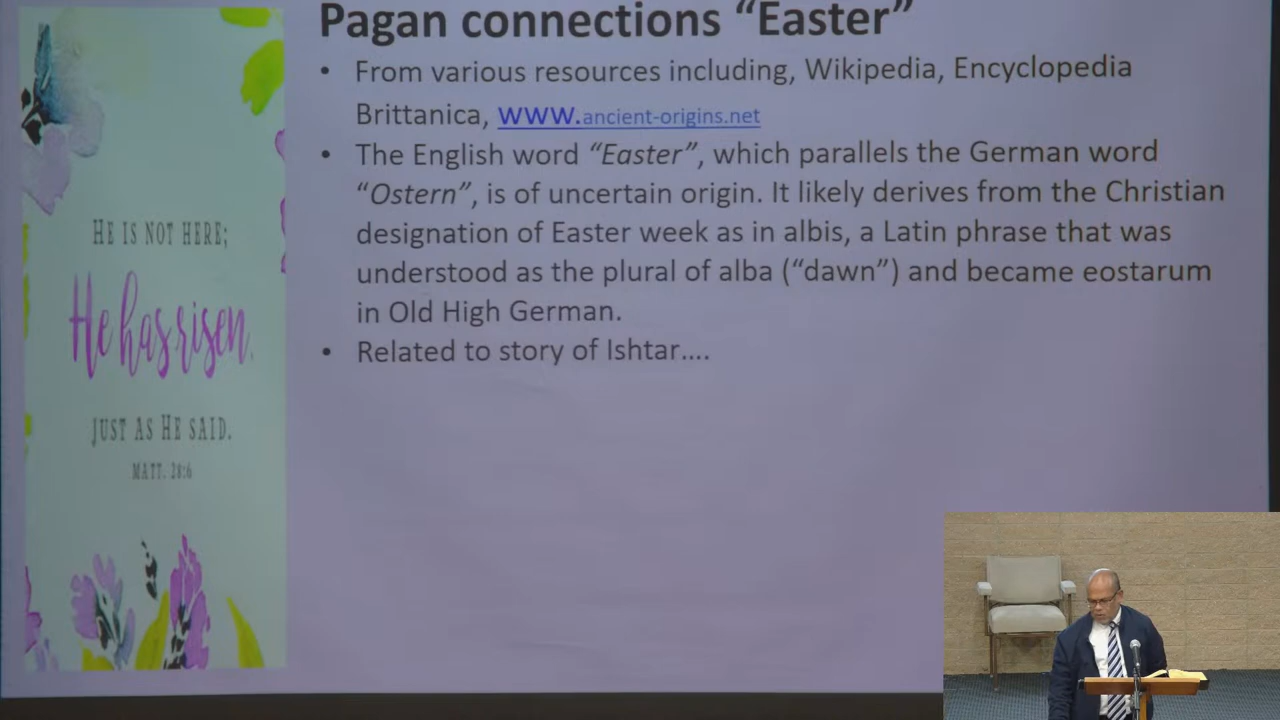 Pagan connections “Easter”
• From various resources including, Wikipedia, Encyclopedia
Brittanica, WWW.ancient-origins.net
• The English word “Easter”, which parallels the German word
“Ostern”, is of uncertain origin. It likely derives from the Christian
designation of Easter week as in albis, a Latin phrase that was
understood as the plural of alba (“dawn”) and became eostarum
in Old High German.
• Related to story of Ishtar....
HE IS NOT HERE;
He has risen,
JUST AS HE SAID.
MATT. 28:6